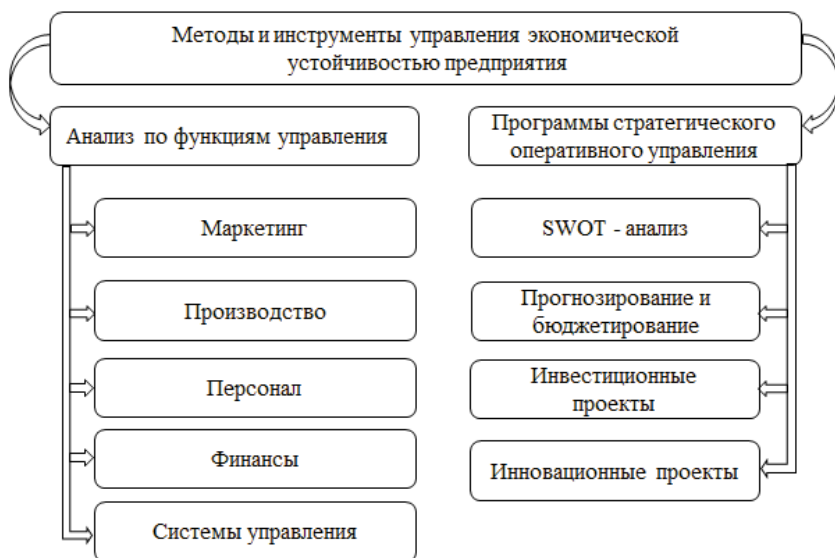 Методы и инструменты управления экономической
устойчивостью предприятия
Анализ по функциям управления
Маркетинг
Производство
Персонал
Финансы
Системы управления
Программы стратегического
оперативного управления
SWOT - анализ
Прогнозирование и
бюджетирование
Инвестиционные
проекты
Инновационные проекты